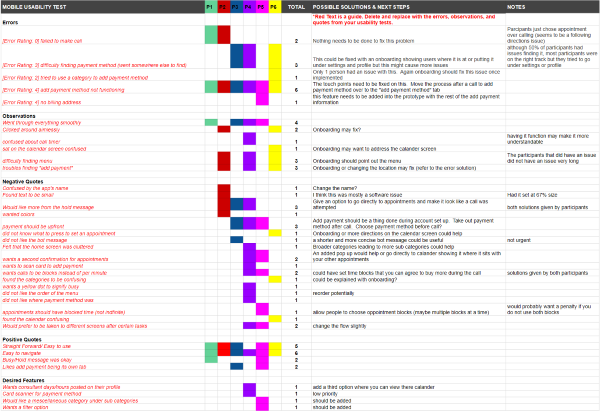 MOBILE USABILITY TEST P1 P2 P3 P4 P5 P6 TOTAL POSSIBLE SOLUTIONS & NEXT STEPS NOTES
*Red Text is a guide. Delete and replace with the errors, observations, and
quotes from your usability tests.
Errors
[Error Rating: 0] failed to make call 2 Nothing needs to be done to fix this problem
Participants just chose appointment
over calling (seems to be a following
directions issue)
[Error Rating: 3] difficulty finding payment method (went somewhere else to find) 3
This could be fixed with an onboarding showing users where it is at or putting it
under settings and profile but this might cause more issues
although 50% of participants had
issues finding it, most participants were
on the right track but they tried to go
under settings or profile
[Error Rating: 2] tried to use a category to add payment method 1
Only 1 person had an issue with this. Again onboarding should fix this issue once
implemented
[Error Rating: 4] add payment method not functioning 6
The touch points need to be fixed on this. Move the process after a call to add
payment method over to the "add payment method" tab
[Error Rating: 4] no billing address 1
this feature needs to be added into the prototype with the rest of the add payment
information
Observations
Went through everything smoothly 4
Clicked around aimlessly 2 Onboarding may fix?
confused about call timer 1
having it function may make it more
understandable
sat on the calendar screen confused 1 Onboarding may want to address the calendar screen
difficulty finding menu 3 Onboarding should point out the menu
The participants that did have an issue
did not have an issue very long
troubles finding "add payment" 3 Onboarding or changing the location may fix (refer to the error solution)
Negative Quotes
Confused by the app's name 1 Change the name?
Found text to be small 1 I think this was mostly a software issue Had it set at 67% size
Would like more from the hold message 3
Give an option to go directly to appointments and make it look like a call was
attempted
both solutions given by participants
wanted colors 1
payment should be upfront 3
Add payment should be a thing done during account set up. Take out payment
method after call. Choose payment method before call?
did not know what to press to set an appointment 1 Onboarding or more directions on the calendar screen could help
did not like the bot message 1 a shorter and more concise bot message could be useful not urgent
Felt that the home screen was cluttered 1 Broader categories leading to more sub categories could help
wants a second confirmation for appointments 2
An added pop up would help or go directly to calendar showing it where it sits with
your other appointments
wants to scan card to add payment 1
wants calls to be blocks instead of per minute 2 could have set time blocks that you can agree to buy more during the call solutions given by both participants
found the categories to be confusing 1 could be explained with onboarding?
wants a yellow dot to signify busy 1
did not like the order of the menu 1 reorder potentially
did not like where payment method was 1
appointments should have blocked time (not indifinite) 1 allow people to choose appointment blocks (maybe multiple blocks at a time)
would probably want a penalty if you
do not use both blocks
found the calendar confusing 1
Would prefer to be taken to different screens after certain tasks 2 change the flow slightly
Positive Quotes
Straight Forward/ Easy to use 5
Easy to navigate 6
Busy/Hold message was okay 2
Likes add payment being its own tab 2
Desired Features
Wants consultant days/hours posted on their profile 1 add a third option where you can view there calander
Card scanner for payment method 1 low priority
Would like a miscellaneous category under sub categories 1 should be added
Wants a filter option 1 should be added